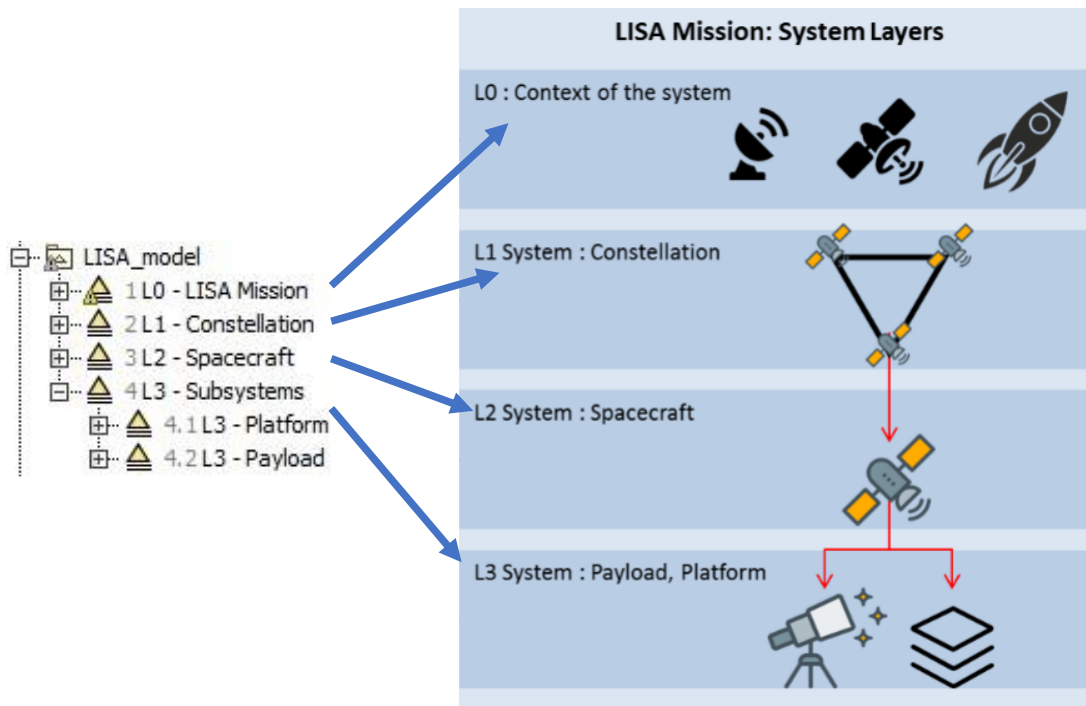 LISA Mission: System Layers
L0 : Context of the system
L1 System : Constellation
L2 System : Spacecraft
L3 System : Payload, Platform
LISA_model
1 L0 - LISA Mission
2 L1 - Constellation
3 L2 - Spacecraft
4 L3 - Subsystems
4.1 L3 - Platform
4.2 L3 - Payload